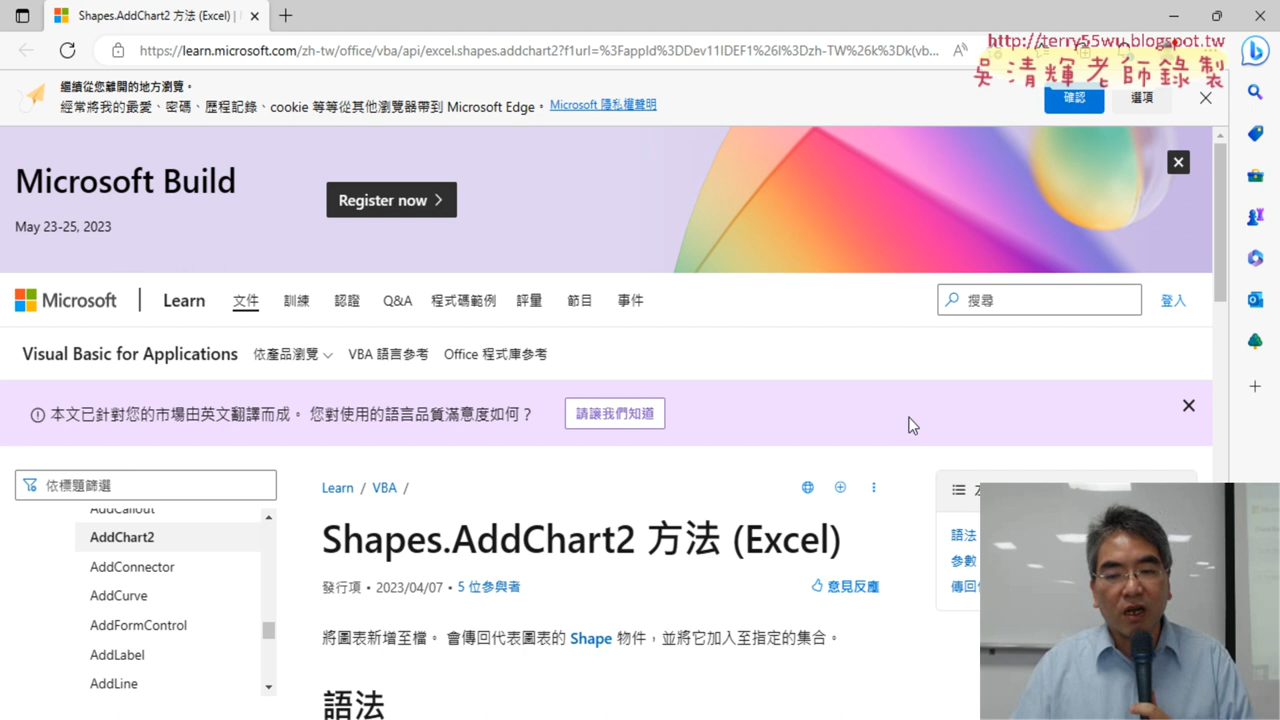 Shapes.AddChart2 方法 (Excel) |
https://learn.microsoft.com/zh-tw/office/vba/api/excel.shapes.addchart2?f1url=%3FappId%3DDev11IDEF1%26l%3Dzh-TW%26k%3Dk(vb...
http://terry55wu.blogspot.tw
吳清輝老師錄製
繼續從您離開的地方瀏覽。
經常將我的最愛、密碼、歷程記錄、cookie 等等從其他瀏覽器帶到 Microsoft Edge。 Microsoft 隱私權聲明
確認
選項
Microsoft Build
May 23-25, 2023
Register now
Microsoft
Learn 文件 訓練 認證 Q&A 程式碼範例 評量 節目 事件
搜尋
登入
Visual Basic for Applications 依產品瀏覽 VBA 語言參考 Office 程式庫參考
本文已針對您的市場由英文翻譯而成。 您對使用的語言品質滿意度如何？
請讓我們知道
依標題篩選
AddCallout
AddChart2
AddConnector
AddCurve
AddFormControl
AddLabel
AddLine
Learn / VBA /
Shapes.AddChart2 方法 (Excel)
發行項 • 2023/04/07 • 5 位參與者
意見反應
將圖表新增至檔。 會傳回代表圖表的 Shape 物件，並將它加入至指定的集合。
語法
語法
參數
傳回